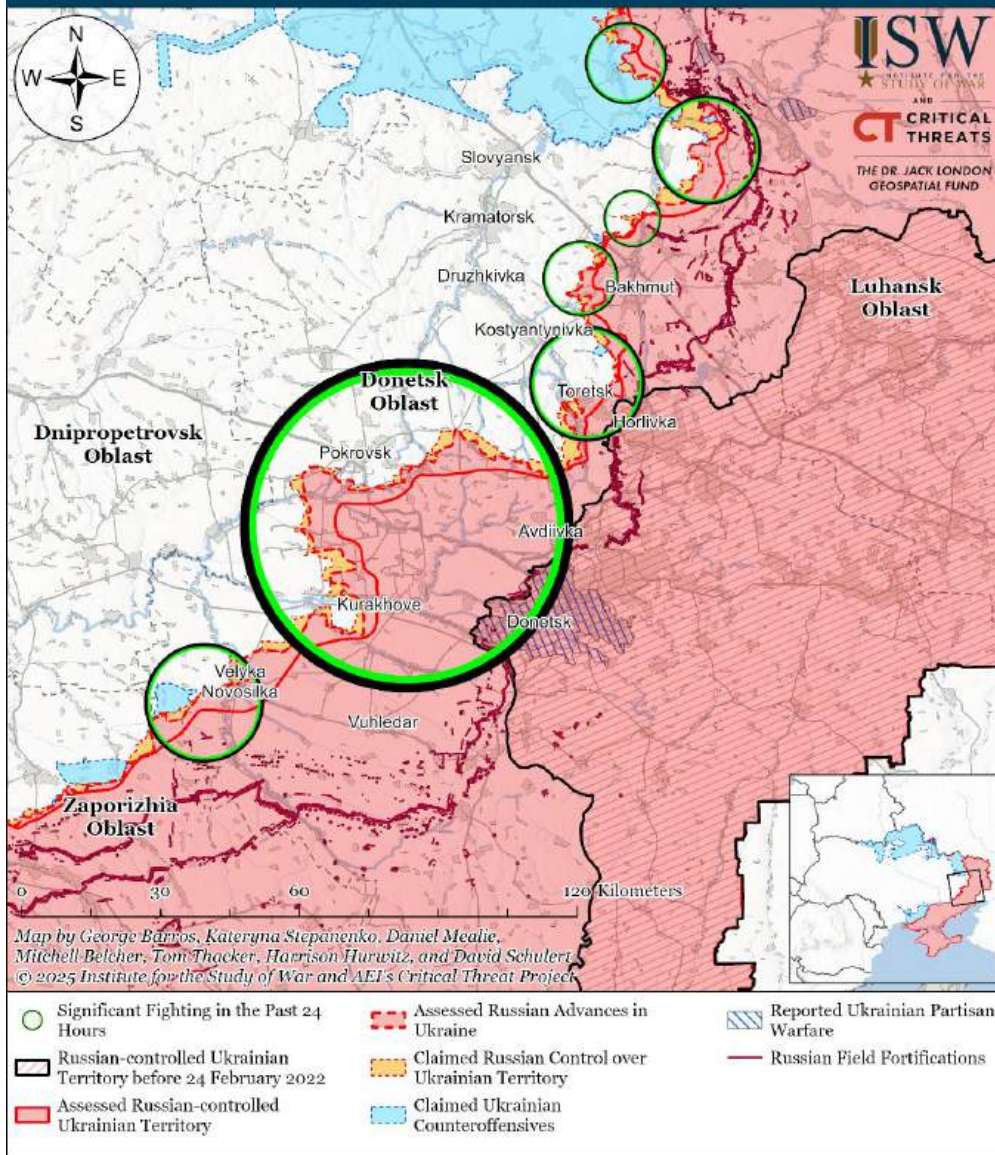 N
W E
S
ISW
INSTITUTE FOR THE
STUDY OF WAR
AND
CT CRITICAL
THREATS
THE DR. JACK LONDON
GEOSPATIAL FUND
Slovyansk
Kramatorsk
Druzhkivka
Bakhmut
Luhansk
Oblast
Kostyantynivka
Donetsk
Oblast
Toretsk
Horlivka
Dnipropetrovsk
Oblast
Pokrovsk
Avdiivka
Kurakhove
Donetsk
Velyka
Novosilka
Vuhledar
Zaporizhia
Oblast
0 30 60 120 Kilometers
Map by George Barros, Kateryna Stepanenko, Daniel Mealie,
Mitchell Belcher, Tom Thacker, Harrison Hurwitz, and David Schulert
© 2025 Institute for the Study of War and AEI's Critical Threat Project
Significant Fighting in the Past 24
Hours
Russian-controlled Ukrainian
Territory before 24 February 2022
Assessed Russian-controlled
Ukrainian Territory
Assessed Russian Advances in
Ukraine
Claimed Russian Control over
Ukrainian Territory
Claimed Ukrainian
Counteroffensives
Reported Ukrainian Partisan
Warfare
Russian Field Fortifications